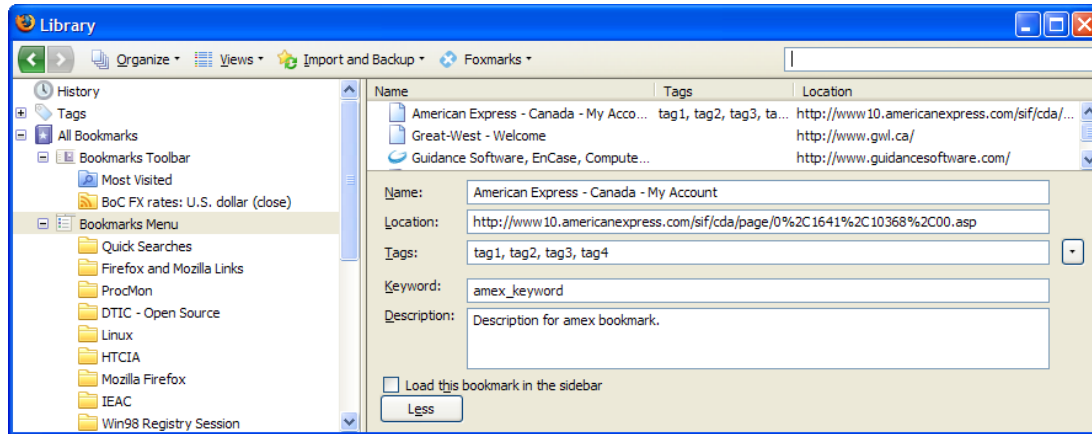 Library
Organize Views Import and Backup Foxmarks
History
Tags
All Bookmarks
Bookmarks Toolbar
Most Visited
BoC FX rates: U.S. dollar (close)
Bookmarks Menu
Quick Searches
Firefox and Mozilla Links
ProcMon
DTIC - Open Source
Linux
HTCIA
Mozilla Firefox
IEAC
Win98 Registry Session
Name Tags Location
American Express - Canada - My Acco... tag1, tag2, tag3, ta... http://www10.americanexpress.com/sif/cda/...
Great-West - Welcome http://www.gwl.ca/
Guidance Software, EnCase, Compute... http://www.guidancesoftware.com/
Name: American Express - Canada - My Account
Location: http://www10.americanexpress.com/sif/cda/page/0%2C1641%2C10368%2C00.asp
Tags: tag1, tag2, tag3, tag4
Keyword: amex_keyword
Description: Description for amex bookmark.
Load this bookmark in the sidebar
Less